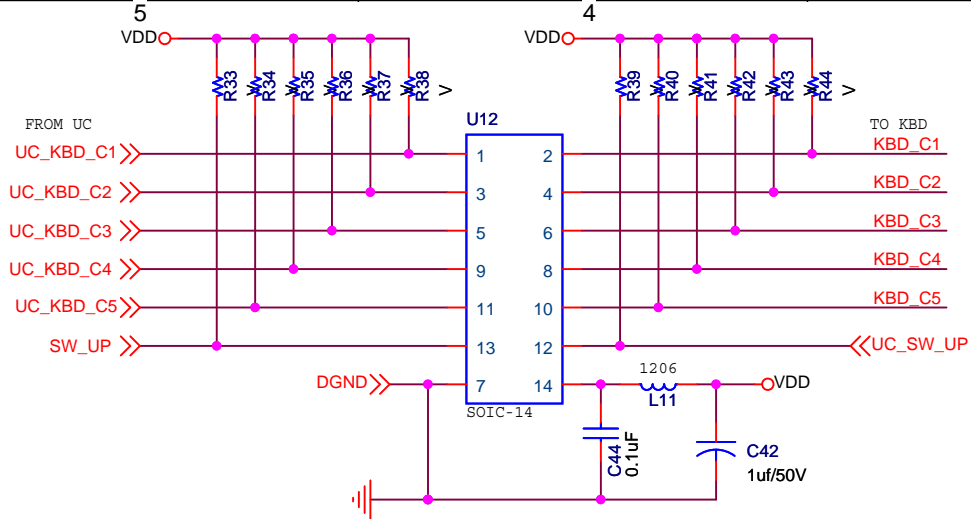 5 4
VDD VDD
R33 R34 R35 R36 R37 R38 V R39 R40 R41 R42 R43 R44 V
U12
FROM UC TO KBD
UC_KBD_C1 1 2 KBD_C1
UC_KBD_C2 3 4 KBD_C2
UC_KBD_C3 5 6 KBD_C3
UC_KBD_C4 9 8 KBD_C4
UC_KBD_C5 11 10 KBD_C5
SW_UP 13 12 UC_SW_UP
DGND 7 14 1206 VDD
L11
SOIC-14
C44 0.1uF
C42
1uf/50V